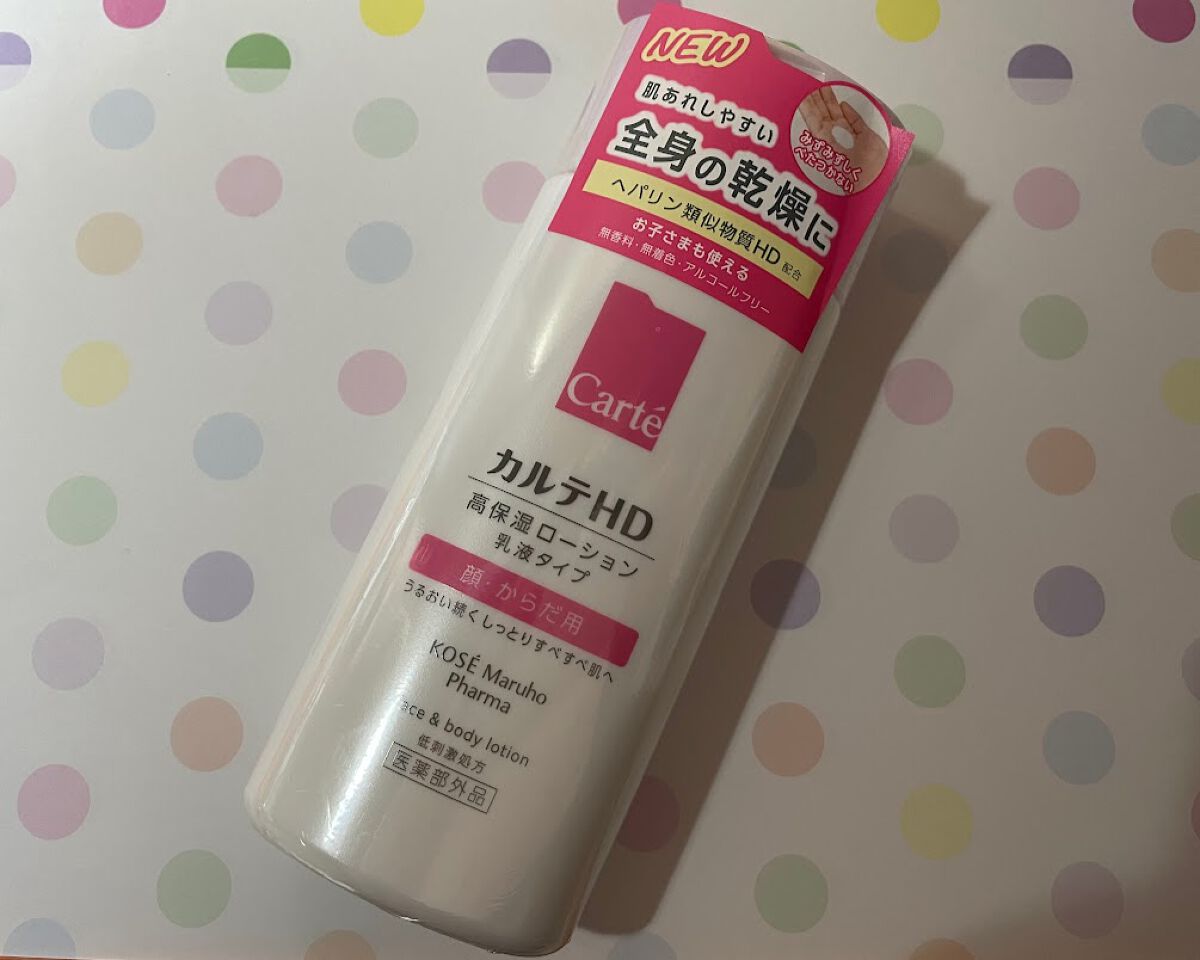 NEW
肌あれしやすい
全身の乾燥に
みずみずしく
べたつかない
ヘパリン類似物質HD 配合
お子さまも使える
無香料・無着色・アルコールフリー
Carté
カルテHD
高保湿ローション
乳液タイプ
顔・からだ用
うるおい続くしっとりすべすべ肌へ
KOSÉ Maruho
Pharma
face & body lotion
低刺激処方
医薬部外品